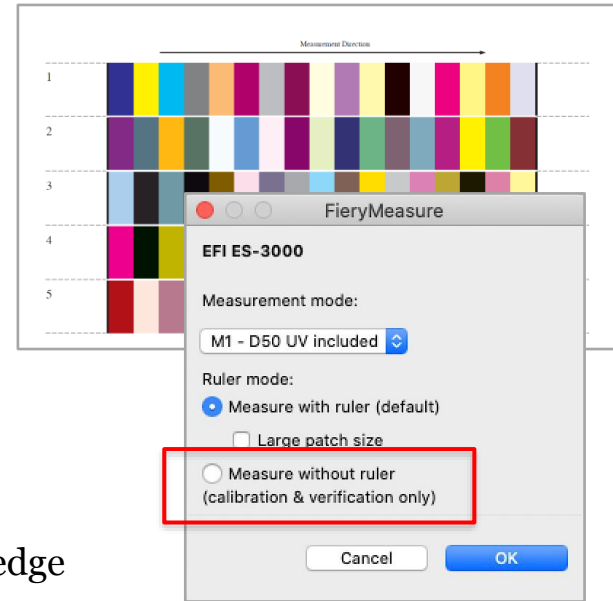 Measurement Direction
1
2
3
4
5
FieryMeasure
EFI ES-3000
Measurement mode:
M1 - D50 UV included
Ruler mode:
Measure with ruler (default)
Large patch size
Measure without ruler
(calibration & verification only)
Cancel OK
edge